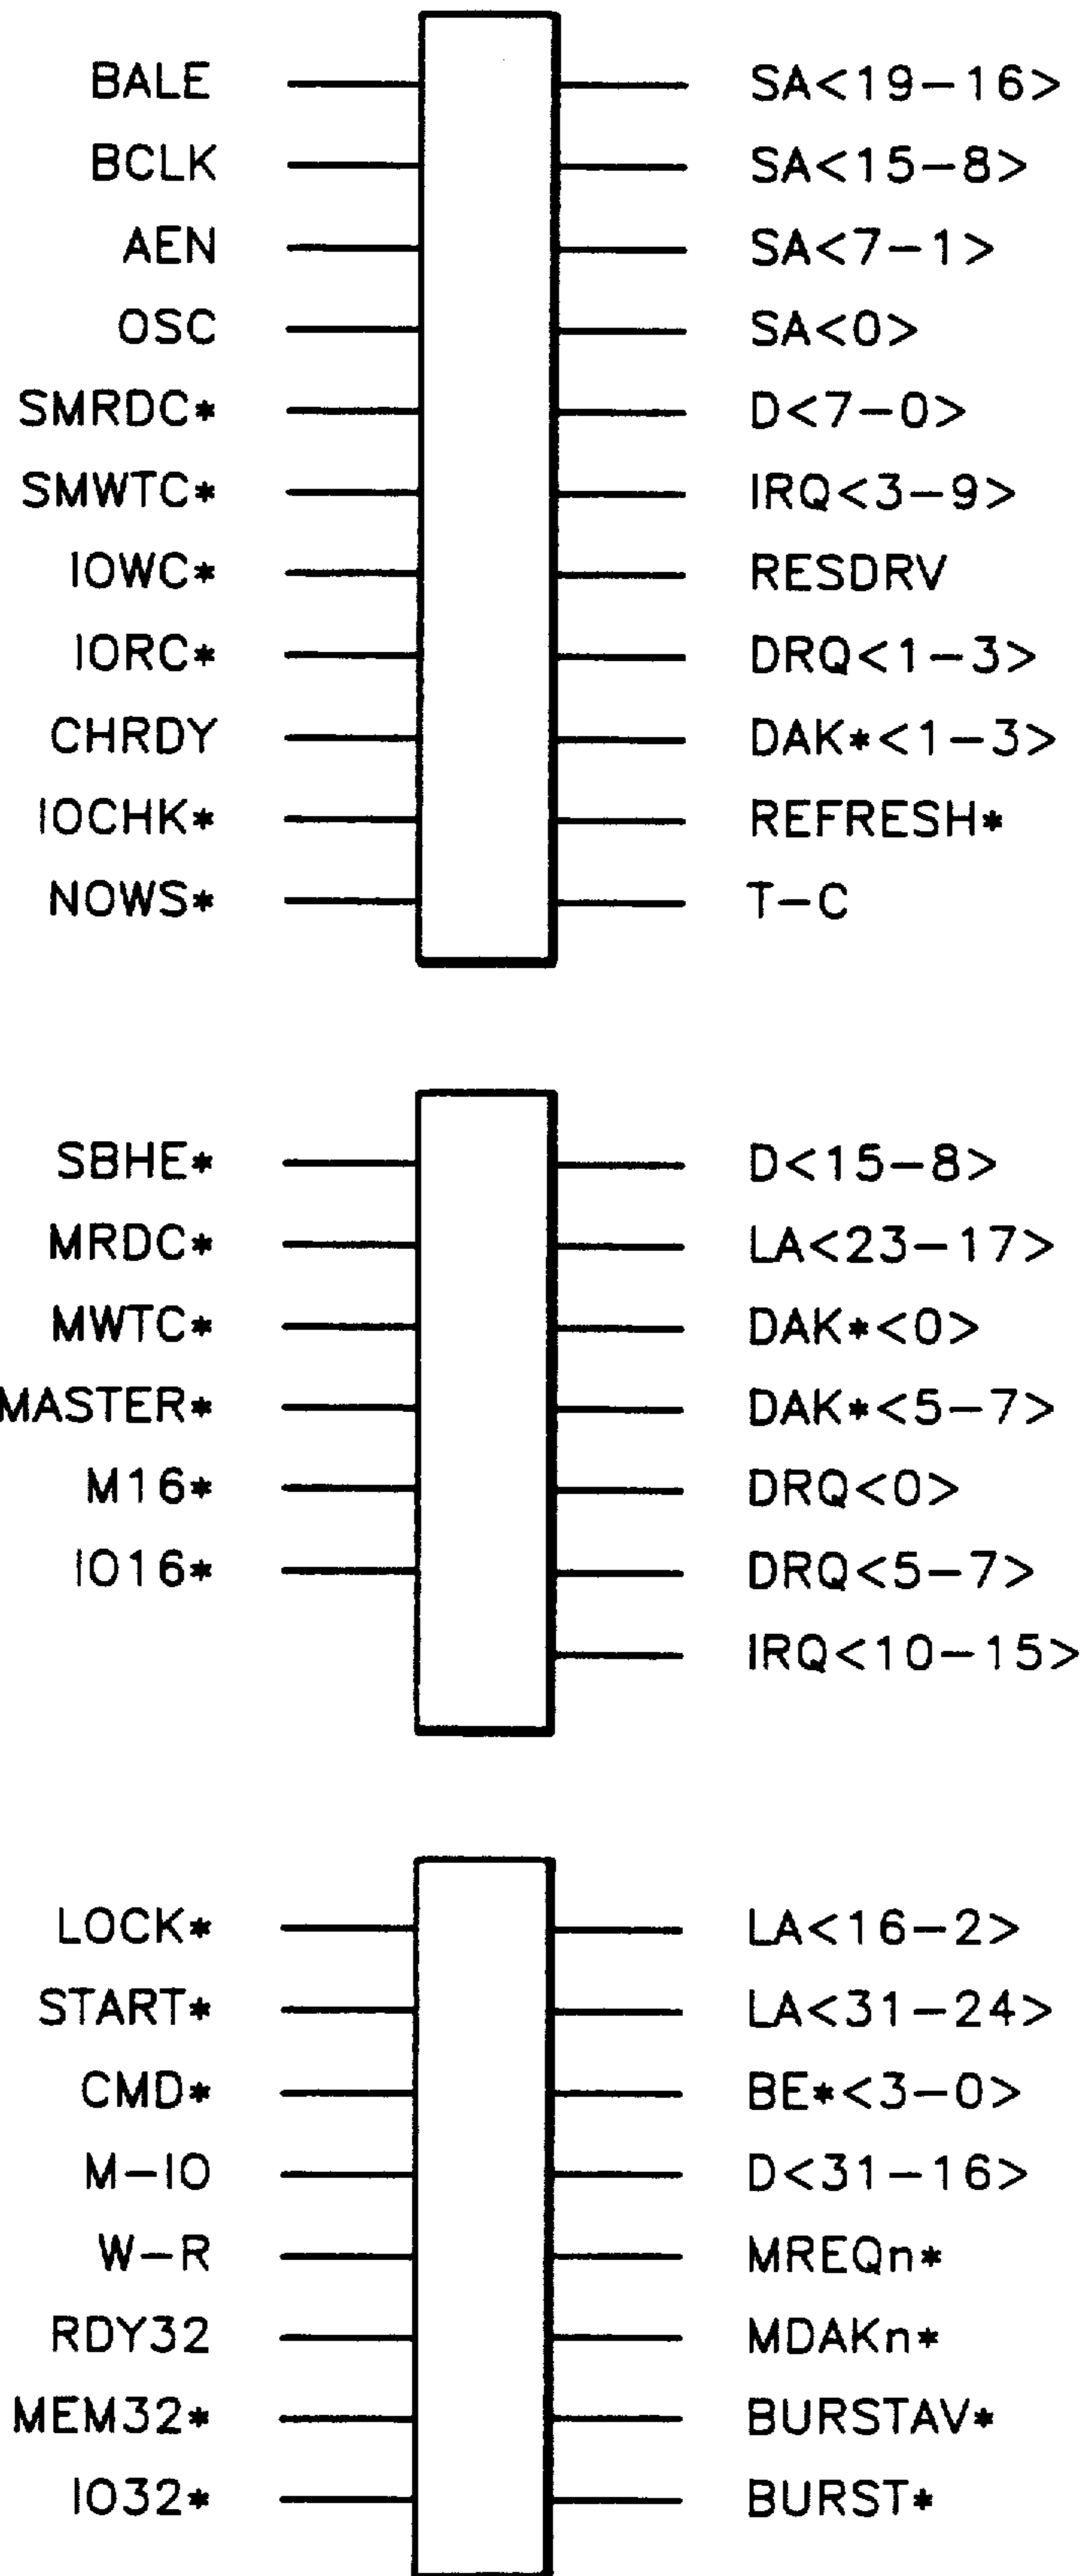 BALE SA<19-16>
BCLK SA<15-8>
AEN SA<7-1>
OSC SA<0>
SMRDC* D<7-0>
SMWTC* IRQ<3-9>
IOWC* RESDRV
IORC* DRQ<1-3>
CHRDY DAK*<1-3>
IOCHK* REFRESH*
NOWS* T-C
SBHE* D<15-8>
MRDC* LA<23-17>
MWTC* DAK*<0>
MASTER* DAK*<5-7>
M16* DRQ<0>
IO16* DRQ<5-7>
IRQ<10-15>
LOCK* LA<16-2>
START* LA<31-24>
CMD* BE*<3-0>
M-IO D<31-16>
W-R MREQn*
RDY32 MDAKn*
MEM32* BURSTAV*
IO32* BURST*